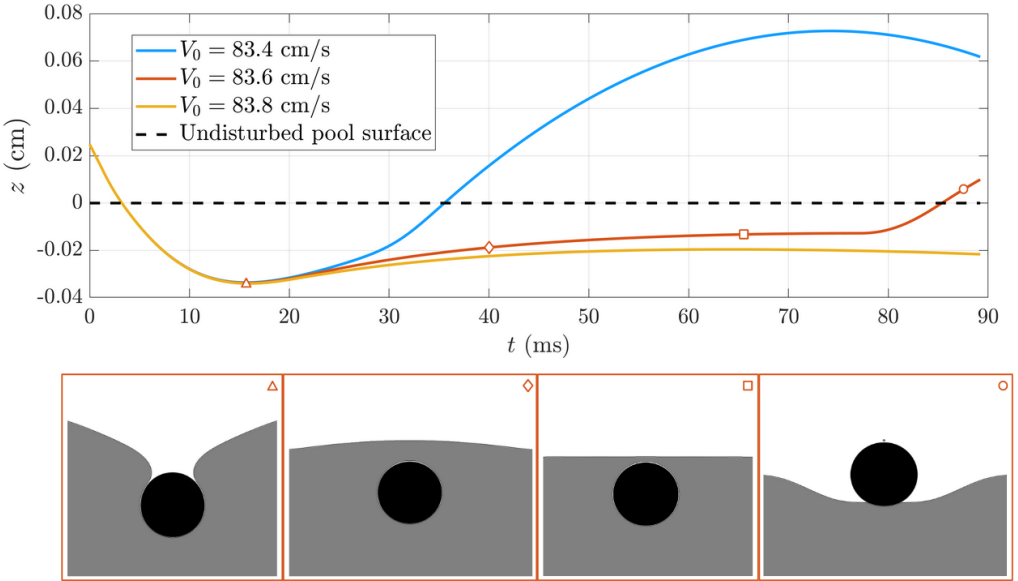 0.08
0.06
0.04
0.02
0
-0.02
-0.04
z (cm)
V₀ = 83.4 cm/s
V₀ = 83.6 cm/s
V₀ = 83.8 cm/s
Undisturbed pool surface
0 10 20 30 40 50 60 70 80 90
t (ms)